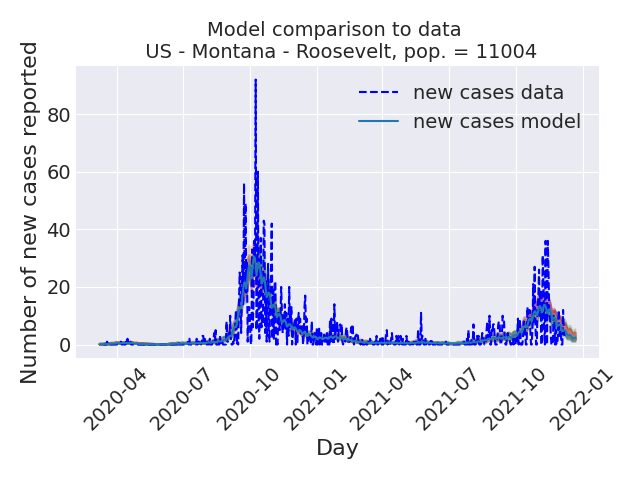 Model comparison to data
US - Montana - Roosevelt, pop. = 11004
Number of new cases reported
80
60
40
20
0
new cases data
new cases model
2020-04
2020-07
2020-10
2021-01
2021-04
2021-07
2021-10
2022-01
Day